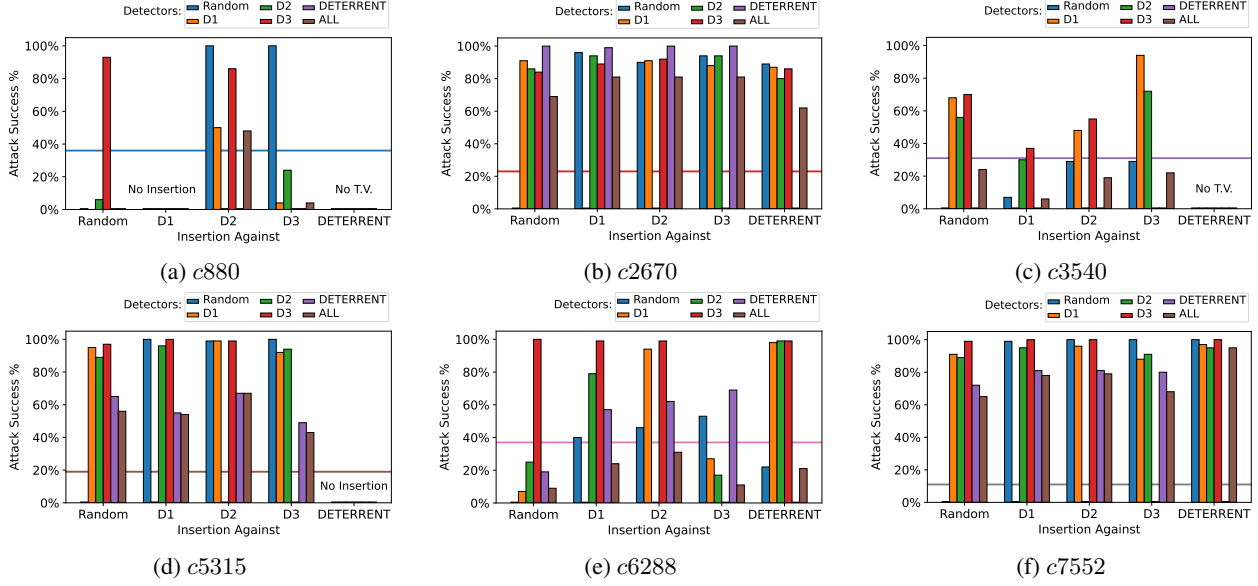 Detectors: Random D2 DETERRENT
D1 D3 ALL
100%
80%
60%
40%
20%
0%
Attack Success %
No Insertion
No T.V.
Random D1 D2 D3 DETERRENT
Insertion Against
(a) c880
Detectors: Random D2 DETERRENT
D1 D3 ALL
100%
80%
60%
40%
20%
0%
Attack Success %
Random D1 D2 D3 DETERRENT
Insertion Against
(b) c2670
Detectors: Random D2 DETERRENT
D1 D3 ALL
100%
80%
60%
40%
20%
0%
Attack Success %
No T.V.
Random D1 D2 D3 DETERRENT
Insertion Against
(c) c3540
Detectors: Random D2 DETERRENT
D1 D3 ALL
100%
80%
60%
40%
20%
0%
Attack Success %
No Insertion
Random D1 D2 D3 DETERRENT
Insertion Against
(d) c5315
Detectors: Random D2 DETERRENT
D1 D3 ALL
100%
80%
60%
40%
20%
0%
Attack Success %
Random D1 D2 D3 DETERRENT
Insertion Against
(e) c6288
Detectors: Random D2 DETERRENT
D1 D3 ALL
100%
80%
60%
40%
20%
0%
Attack Success %
Random D1 D2 D3 DETERRENT
Insertion Against
(f) c7552